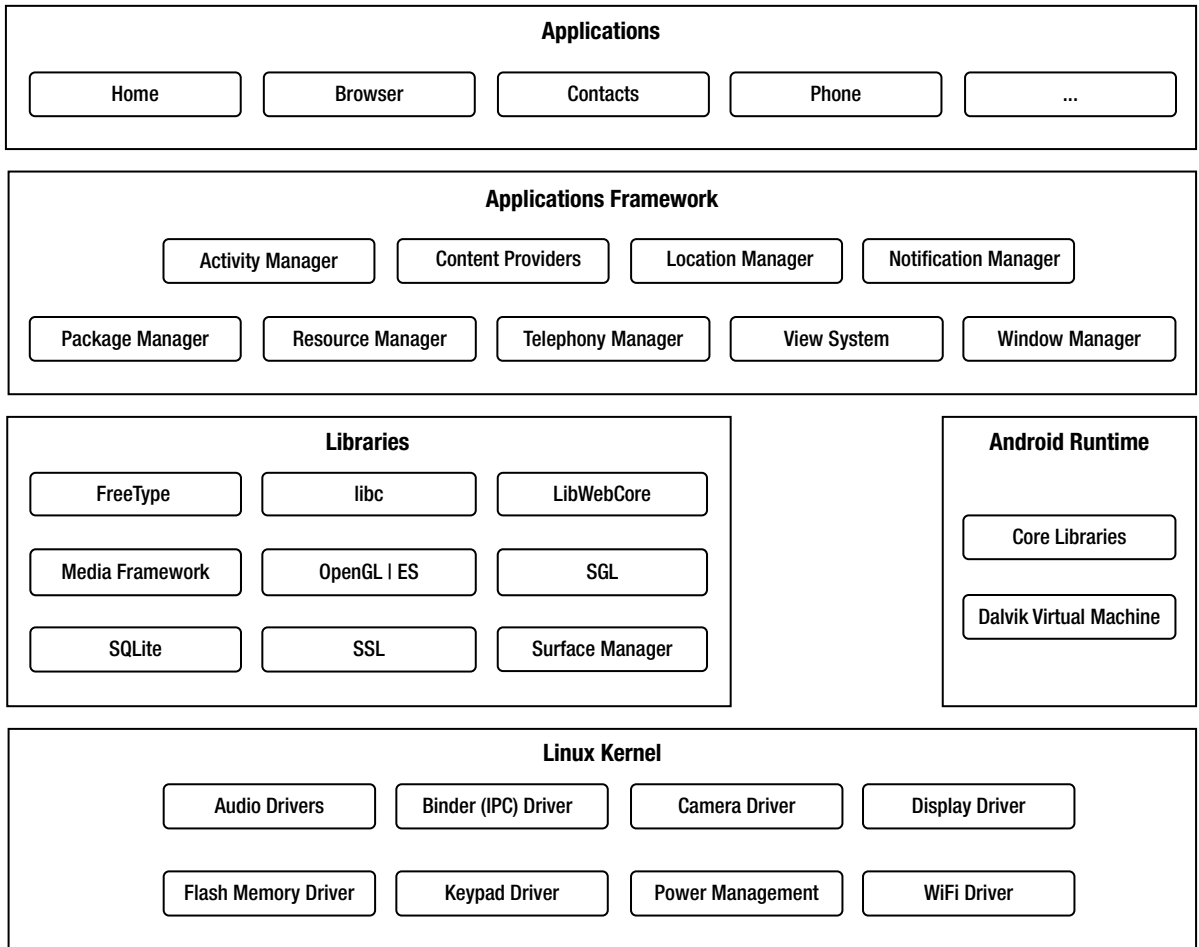 Applications
Home
Browser
Contacts
Phone
...
Applications Framework
Activity Manager
Content Providers
Location Manager
Notification Manager
Package Manager
Resource Manager
Telephony Manager
View System
Window Manager
Libraries
FreeType
libc
LibWebCore
Media Framework
OpenGL | ES
SGL
SQLite
SSL
Surface Manager
Android Runtime
Core Libraries
Dalvik Virtual Machine
Linux Kernel
Audio Drivers
Binder (IPC) Driver
Camera Driver
Display Driver
Flash Memory Driver
Keypad Driver
Power Management
WiFi Driver